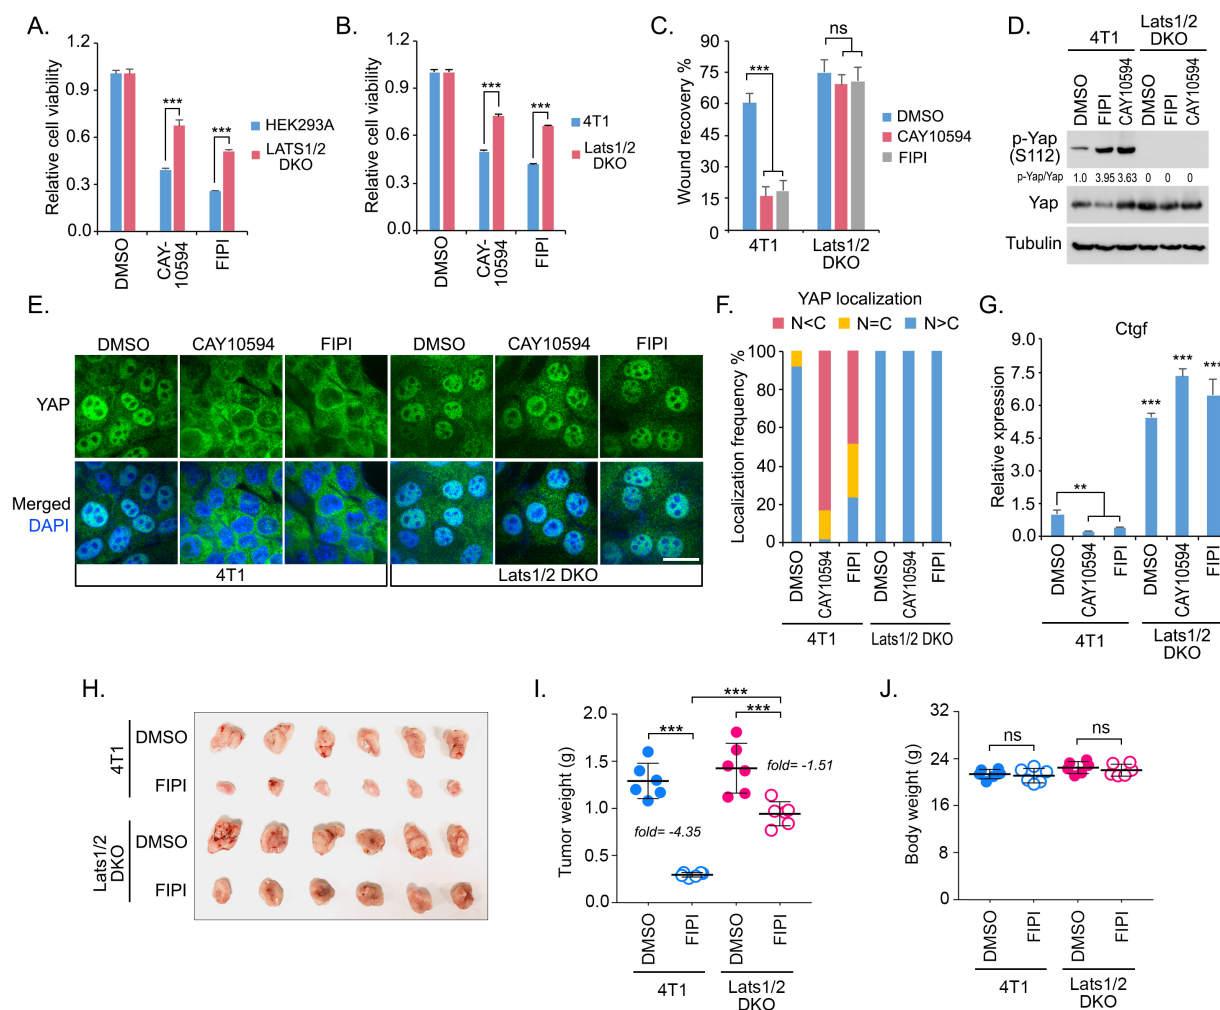 A.
Relative cell viability
1.2
0.9
0.6
0.3
0.0
***
***
HEK293A
LATS1/2
DKO
DMSO
CAY-
10594
FIPI
B.
Relative cell viability
1.2
0.9
0.6
0.3
0.0
***
***
4T1
Lats1/2
DKO
DMSO
CAY-
10594
FIPI
C.
Wound recovery %
90
75
60
45
30
15
0
***
ns
DMSO
CAY10594
FIPI
4T1
Lats1/2
DKO
D.
4T1
Lats1/2
DKO
DMSO
FIPI
CAY10594
DMSO
FIPI
CAY10594
p-Yap
(S112)
p-Yap/Yap
1.0 3.95 3.63 0 0 0
Yap
Tubulin
E.
DMSO CAY10594 FIPI DMSO CAY10594 FIPI
YAP
Merged
DAPI
4T1
Lats1/2 DKO
F.
YAP localization
N<C N=C N>C
Localization frequency %
100
80
60
40
20
0
DMSO
CAY10594
FIPI
DMSO
CAY10594
FIPI
4T1
Lats1/2 DKO
G.
Ctgf
Relative xpression
9.0
7.5
6.0
4.5
3.0
1.5
0.0
**
***
***
***
DMSO
CAY10594
FIPI
DMSO
CAY10594
FIPI
4T1
Lats1/2
DKO
H.
4T1
DMSO
FIPI
Lats1/2
DKO
DMSO
FIPI
I.
Tumor weight (g)
2.0
1.5
1.0
0.5
0.0
***
***
***
fold= -1.51
fold= -4.35
DMSO
FIPI
DMSO
FIPI
4T1
Lats1/2
DKO
J.
Body weight (g)
32
24
16
8
0
ns
ns
DMSO
FIPI
DMSO
FIPI
4T1
Lats1/2
DKO